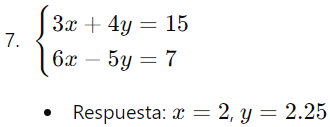 7. { 3x + 4y = 15
6x − 5y = 7
• Respuesta: x = 2, y = 2.25